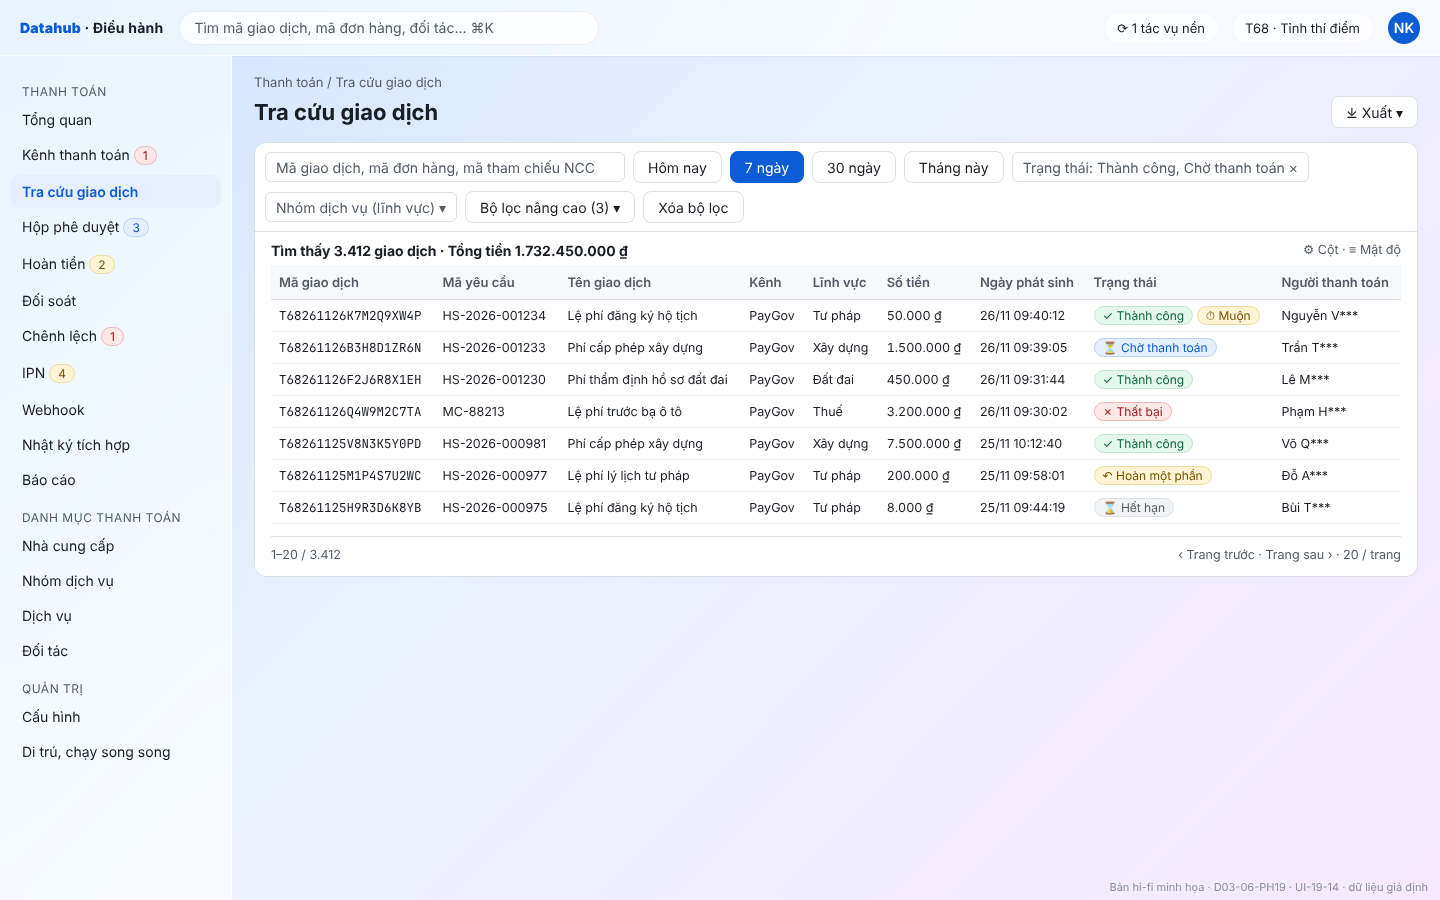 Datahub · Điều hành
Tìm mã giao dịch, mã đơn hàng, đối tác... ⌘K
⟳ 1 tác vụ nền
T68 · Tỉnh thí điểm
NK
THANH TOÁN
Tổng quan
Kênh thanh toán 1
Tra cứu giao dịch
Hộp phê duyệt 3
Hoàn tiền 2
Đối soát
Chênh lệch 1
IPN 4
Webhook
Nhật ký tích hợp
Báo cáo
DANH MỤC THANH TOÁN
Nhà cung cấp
Nhóm dịch vụ
Dịch vụ
Đối tác
QUẢN TRỊ
Cấu hình
Di trú, chạy song song
Thanh toán / Tra cứu giao dịch
Tra cứu giao dịch
Xuất ▾
Mã giao dịch, mã đơn hàng, mã tham chiếu NCC
Hôm nay
7 ngày
30 ngày
Tháng này
Trạng thái: Thành công, Chờ thanh toán ×
Nhóm dịch vụ (lĩnh vực) ▾
Bộ lọc nâng cao (3) ▾
Xóa bộ lọc
Tìm thấy 3.412 giao dịch · Tổng tiền 1.732.450.000 ₫
⚙ Cột · ≡ Mật độ
Mã giao dịch Mã yêu cầu Tên giao dịch Kênh Lĩnh vực Số tiền Ngày phát sinh Trạng thái Người thanh toán
T68261126K7M2Q9XW4P HS-2026-001234 Lệ phí đăng ký hộ tịch PayGov Tư pháp 50.000 ₫ 26/11 09:40:12 ✓ Thành công ⏱ Muộn Nguyễn V***
T68261126B3H8D1ZR6N HS-2026-001233 Phí cấp phép xây dựng PayGov Xây dựng 1.500.000 ₫ 26/11 09:39:05 ⏳ Chờ thanh toán Trần T***
T68261126F2J6R8X1EH HS-2026-001230 Phí thẩm định hồ sơ đất đai PayGov Đất đai 450.000 ₫ 26/11 09:31:44 ✓ Thành công Lê M***
T68261126Q4W9M2C7TA MC-88213 Lệ phí trước bạ ô tô PayGov Thuế 3.200.000 ₫ 26/11 09:30:02 × Thất bại Phạm H***
T68261125V8N3K5Y0PD HS-2026-000981 Phí cấp phép xây dựng PayGov Xây dựng 7.500.000 ₫ 25/11 10:12:40 ✓ Thành công Võ Q***
T68261125M1P4S7U2WC HS-2026-000977 Lệ phí lý lịch tư pháp PayGov Tư pháp 200.000 ₫ 25/11 09:58:01 ↶ Hoàn một phần Đỗ A***
T68261125H9R3D6K8YB HS-2026-000975 Lệ phí đăng ký hộ tịch PayGov Tư pháp 8.000 ₫ 25/11 09:44:19 ⌛ Hết hạn Bùi T***
1–20 / 3.412
‹ Trang trước · Trang sau › · 20 / trang
Bản hi-fi minh họa · D03-06-PH19 · UI-19-14 · dữ liệu giả định